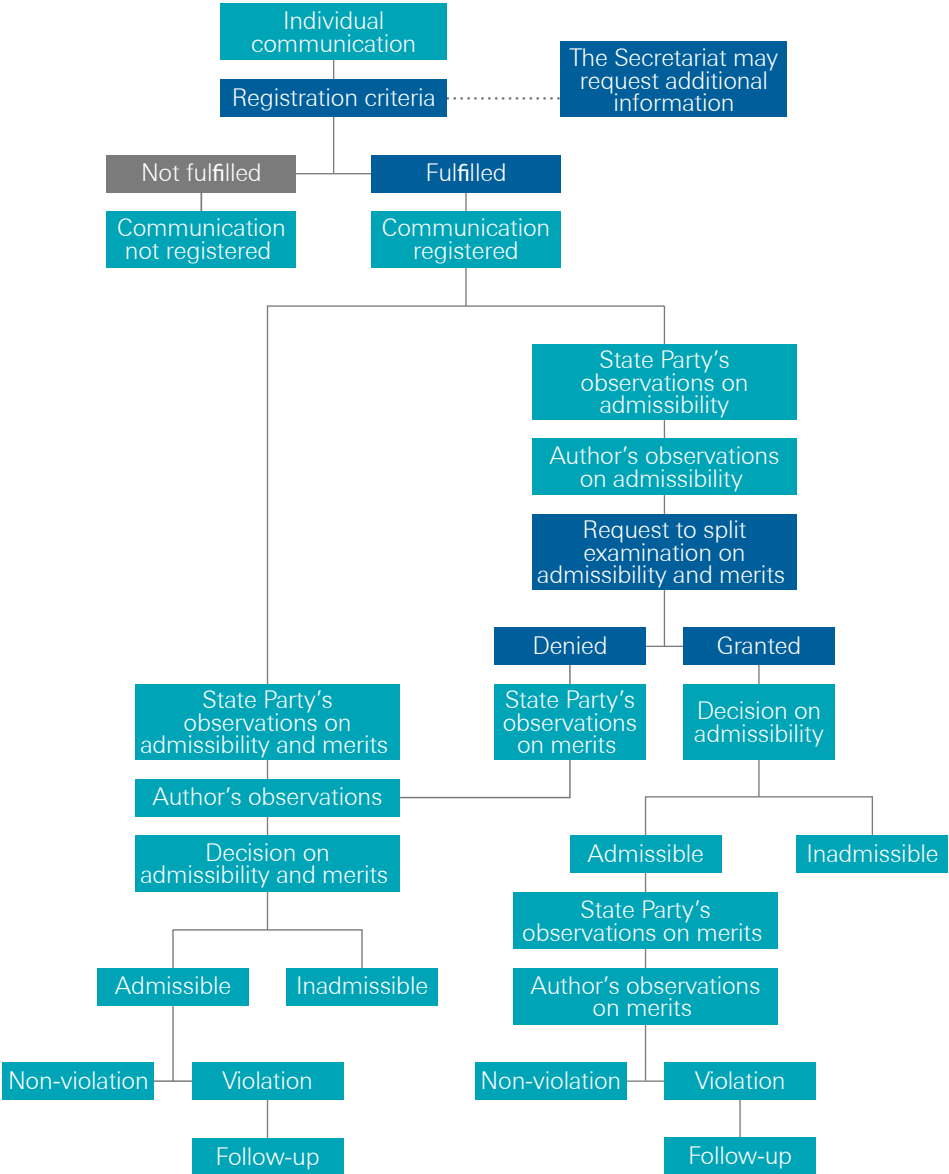 Individual
communication
The Secretariat may
request additional
information
Registration criteria
Not fulfilled
Fulfilled
Communication
not registered
Communication
registered
State Party's
observations on
admissibility
Author's observations
on admissibility
Request to split
examination on
admissibility and merits
Denied
Granted
State Party's
observations on
admissibility and merits
State Party's
observations
on merits
Decision on
admissibility
Author's observations
Decision on
admissibility and merits
Admissible
Inadmissible
State Party's
observations on merits
Admissible
Inadmissible
Author's observations
on merits
Non-violation
Violation
Non-violation
Violation
Follow-up
Follow-up